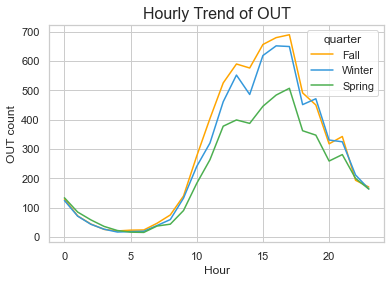 Hourly Trend of OUT
quarter
Fall
Winter
Spring
OUT count
700
600
500
400
300
200
100
0
0 5 10 15 20
Hour